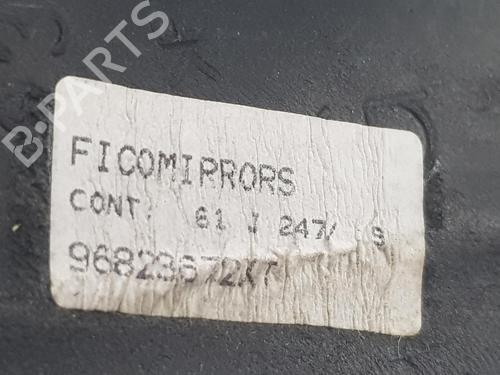 B-PARTS
FICOMIRRORS
CONT: 61 J 247/ 9
96823672XT